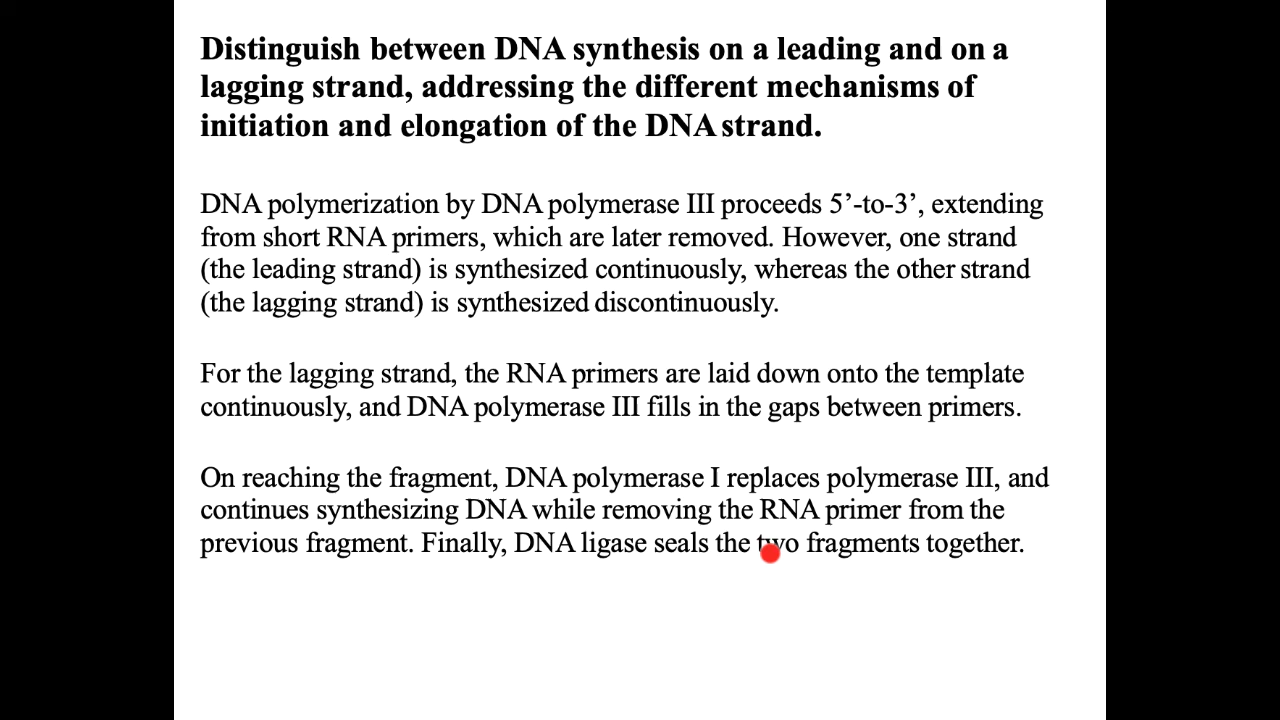 Distinguish between DNA synthesis on a leading and on a
lagging strand, addressing the different mechanisms of
initiation and elongation of the DNA strand.
DNA polymerization by DNA polymerase III proceeds 5’-to-3’, extending
from short RNA primers, which are later removed. However, one strand
(the leading strand) is synthesized continuously, whereas the other strand
(the lagging strand) is synthesized discontinuously.
For the lagging strand, the RNA primers are laid down onto the template
continuously, and DNA polymerase III fills in the gaps between primers.
On reaching the fragment, DNA polymerase I replaces polymerase III, and
continues synthesizing DNA while removing the RNA primer from the
previous fragment. Finally, DNA ligase seals the two fragments together.